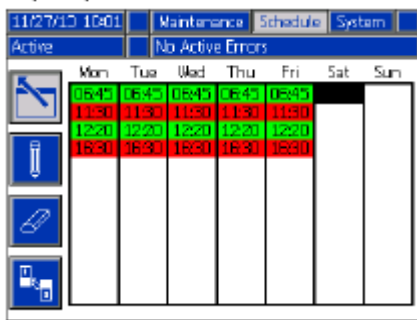 11/27/13 10:01 Maintenance Schedule System
Active No Active Errors
Mon Tue Wed Thu Fri Sat Sun
06:45 06:45 06:45 06:45 06:45
11:30 11:30 11:30 11:30 11:30
12:20 12:20 12:20 12:20 12:20
16:30 16:30 16:30 16:30 16:30